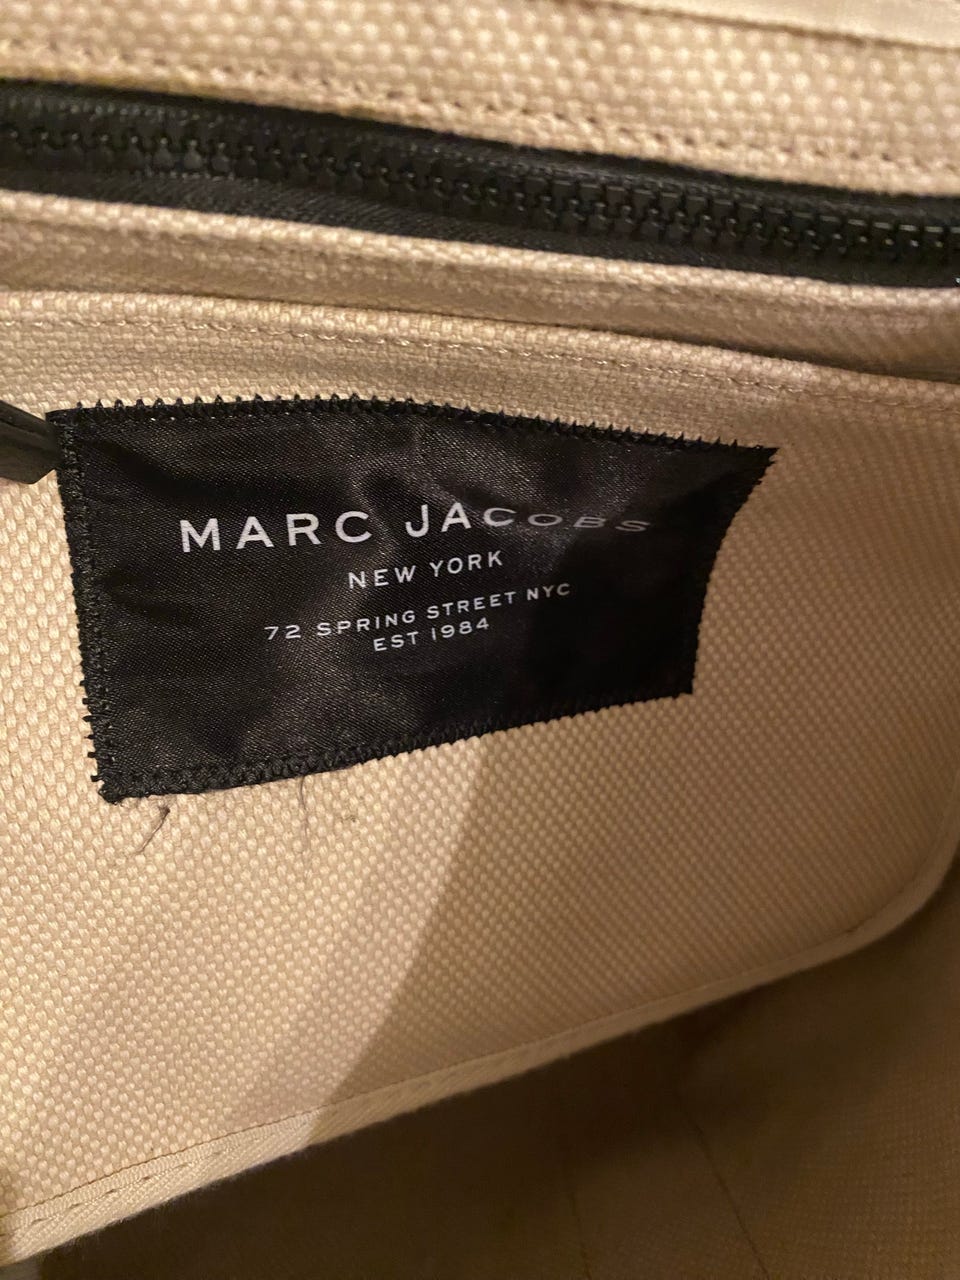 MARC JACOBS
NEW YORK
72 SPRING STREET NYC
EST 1984